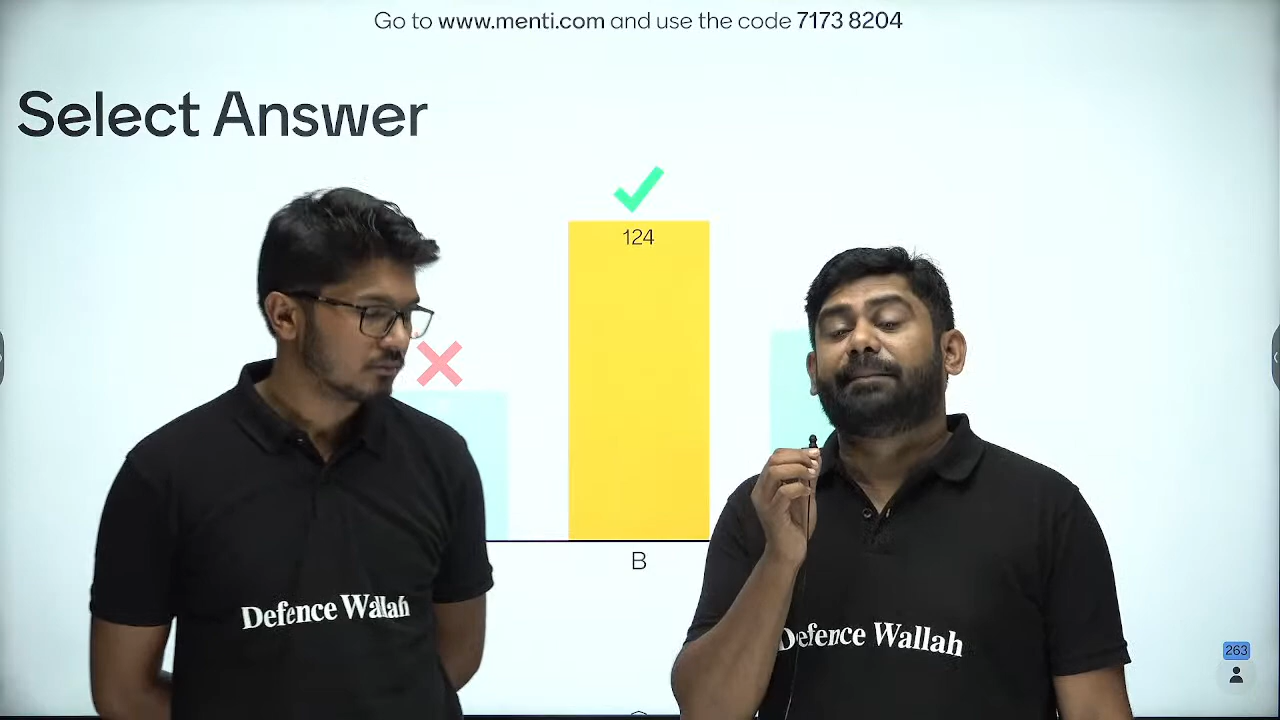 Go to www.menti.com and use the code 7173 8204
Select Answer
124
B
Defence Wallah
Defence Wallah
263